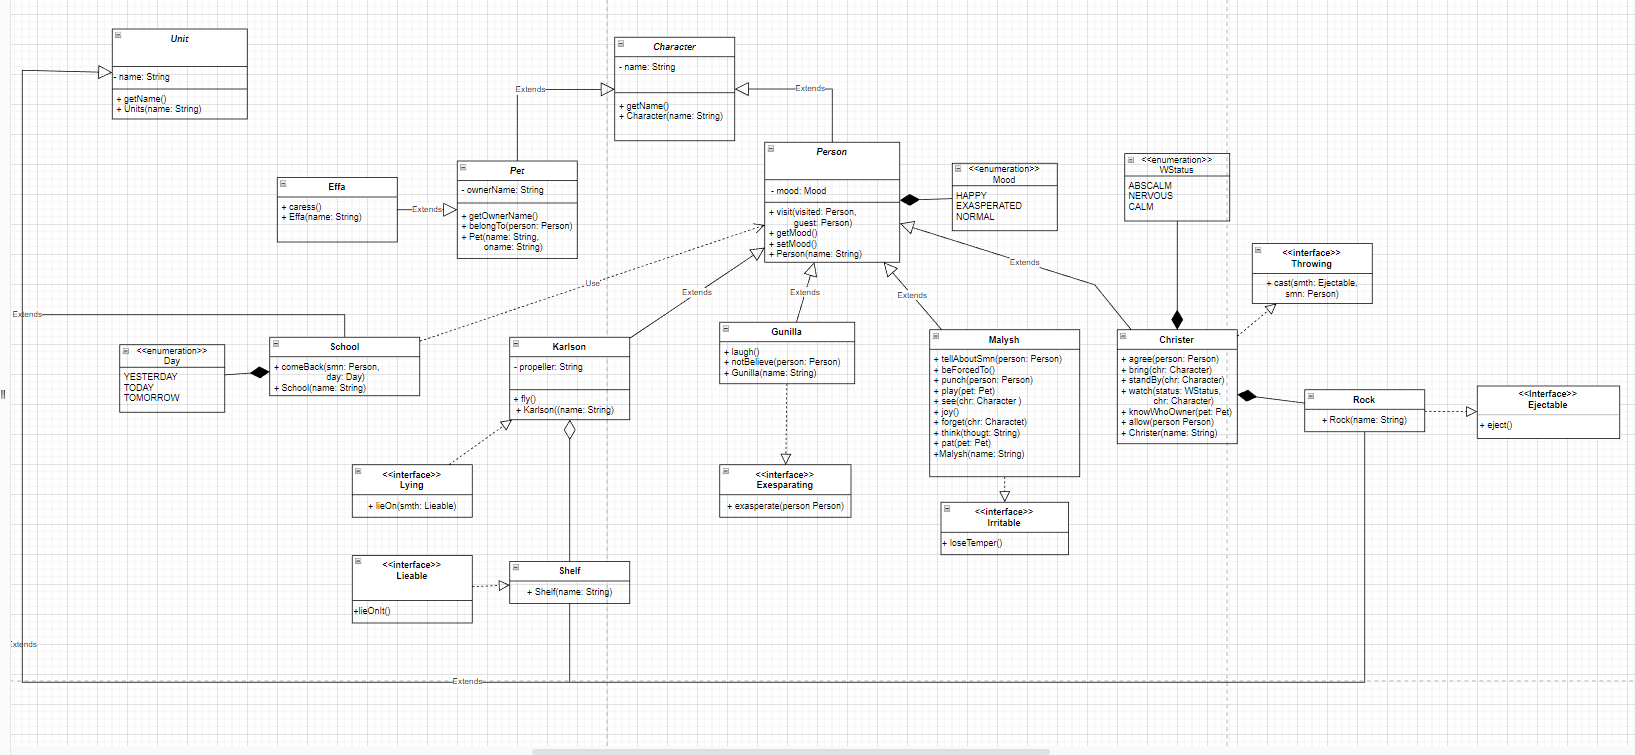 Unit
- name: String
+ getName()
+ Units(name: String)
Character
- name: String
+ getName()
+ Character(name: String)
Extends
Extends
Person
- mood: Mood
+ visit(visited: Person,
guest: Person)
+ getMood()
+ setMood()
+ Person(name: String)
<<enumeration>>
Mood
HAPPY
EXASPERATED
NORMAL
<<enumeration>>
WStatus
ABSCALM
NERVOUS
CALM
Pet
- ownerName: String
+ getOwnerName()
+ belongTo(person: Person)
+ Pet(name: String,
oname: String)
Effa
+ caress()
+ Effa(name: String)
Extends
<<interface>>
Throwing
+ cast(smth: Ejectable,
smn: Person)
Use
Extends
Extends
Extends
Extends
Extends
<<enumeration>>
Day
YESTERDAY
TODAY
TOMORROW
School
+ comeBack(smn: Person,
day: Day)
+ School(name: String)
Karlson
- propeller: String
+ fly()
+ Karlson((name: String)
Gunilla
+ laugh()
+ notBelieve(person: Person)
+ Gunilla(name: String)
Malysh
+ tellAboutSmn(person: Person)
+ beForcedTo()
+ punch(person: Person)
+ play(pet: Pet)
+ see(chr: Character )
+ joy()
+ forget(chr: Charactet)
+ think(thougt: String)
+ pat(pet: Pet)
+Malysh(name: String)
Christer
+ agree(person: Person)
+ bring(chr: Character)
+ standBy(chr: Character)
+ watch(status: WStatus,
chr: Character)
+ knowWhoOwner(pet: Pet)
+ allow(person Person)
+ Christer(name: String)
Rock
+ Rock(name: String)
<<Interface>>
Ejectable
+ eject()
<<interface>>
Lying
+ lieOn(smth: Lieable)
<<interface>>
Exesparating
+ exasperate(person Person)
<<interface>>
Irritable
+ loseTemper()
<<interface>>
Lieable
+lieOnIt()
Shelf
+ Shelf(name: String)
Extends
Extends